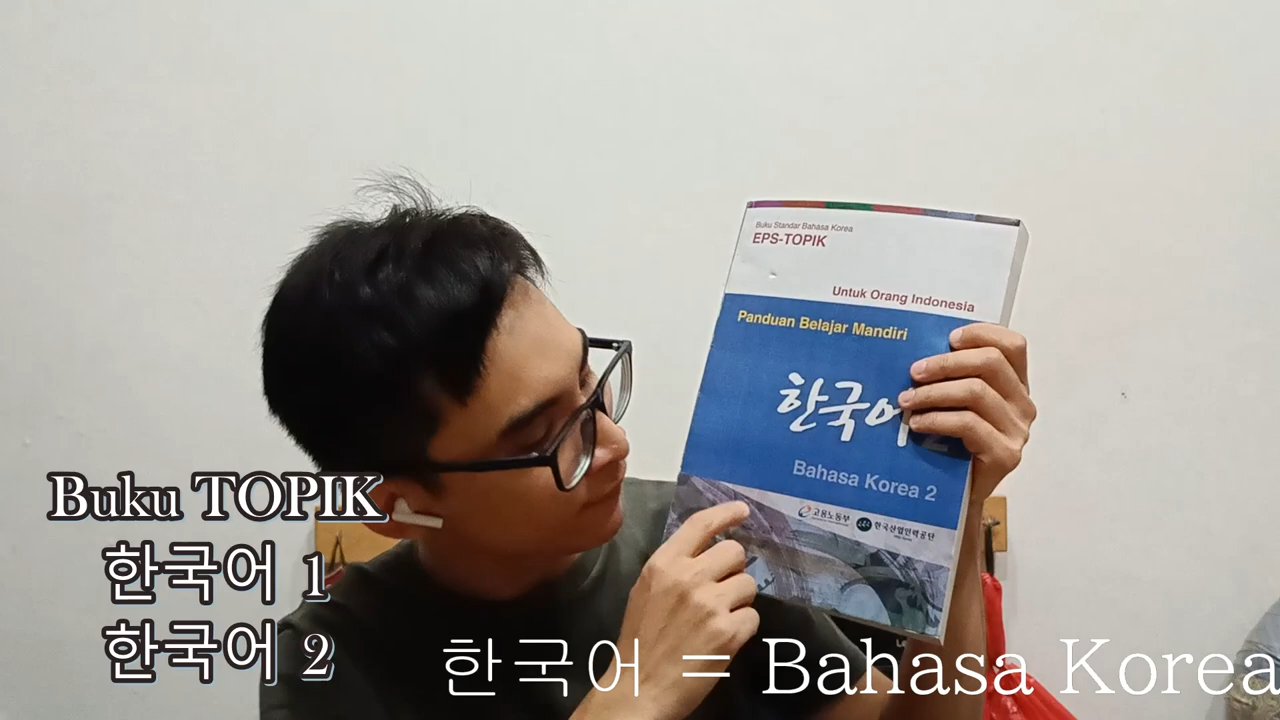 Buku Standar Bahasa Korea
EPS-TOPIK
Untuk Orang Indonesia
Panduan Belajar Mandiri
한국어 2
Bahasa Korea 2
고용노동부
한국산업인력공단
Buku TOPIK
한국어 1
한국어 2
한국어 = Bahasa Korea